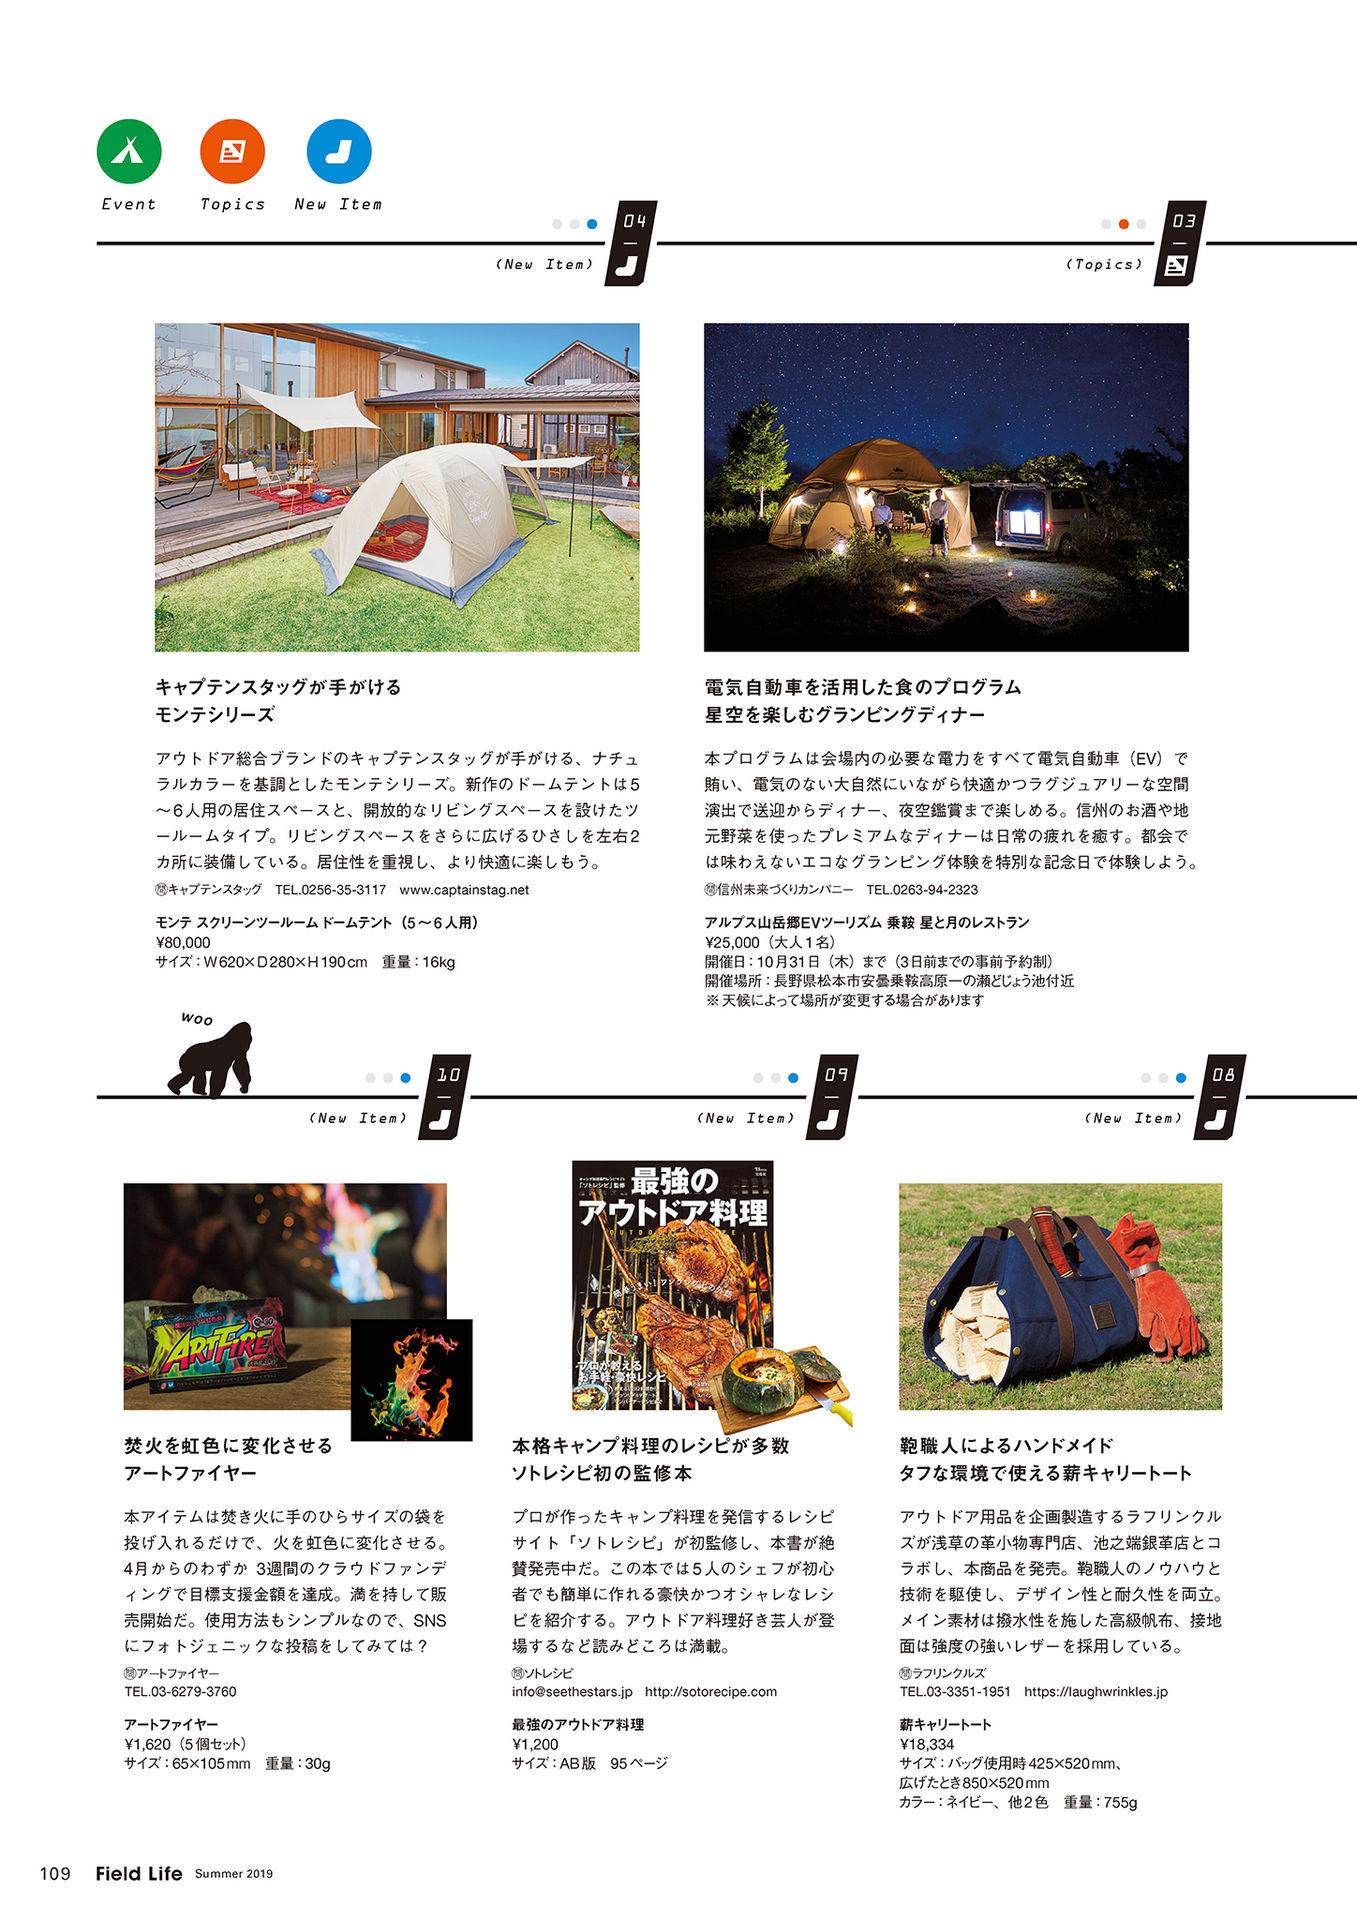 Event
Topics
New Item
03
(Topics)
電気自動車を活用した食のプログラム
星空を楽しむグランピングディナー
本プログラムは会場内の必要な電力をすべて電気自動車（EV）で
賄い、電気のない大自然にいながら快適かつラグジュアリーな空間
演出で送迎からディナー、夜空鑑賞まで楽しめる。信州のお酒や地
元野菜を使ったプレミアムなディナーは日常の疲れを癒す。都会で
は味わえないエコなグランピング体験を特別な記念日で体験しよう。
㉄信州未来づくりカンパニー　TEL.0263-94-2323
アルプス山岳郷EVツーリズム 乗鞍 星と月のレストラン
¥25,000（大人1名）
開催日：10月31日（木）まで（3日前までの事前予約制）
開催場所：長野県松本市安曇乗鞍高原一の瀬どじょう池付近
※天候によって場所が変更する場合があります
04
(New Item)
キャプテンスタッグが手がける
モンテシリーズ
アウトドア総合ブランドのキャプテンスタッグが手がける、ナチュ
ラルカラーを基調としたモンテシリーズ。新作のドームテントは5
〜6人用の居住スペースと、開放的なリビングスペースを設けたツ
ールームタイプ。リビングスペースをさらに広げるひさしを左右2
カ所に装備している。居住性を重視し、より快適に楽しもう。
㉄キャプテンスタッグ　TEL.0256-35-3117　www.captainstag.net
モンテ スクリーンツールーム ドームテント（5〜6人用）
¥80,000
サイズ：W620×D280×H190cm　重量：16kg
08
(New Item)
鞄職人によるハンドメイド
タフな環境で使える薪キャリートート
アウトドア用品を企画製造するラフリンクル
ズが浅草の革小物専門店、池之端銀革店とコ
ラボし、本商品を発売。鞄職人のノウハウと
技術を駆使し、デザイン性と耐久性を両立。
メイン素材は撥水性を施した高級帆布、接地
面は強度の強いレザーを採用している。
㉄ラフリンクルズ
TEL.03-3351-1951　https://laughwrinkles.jp
薪キャリートート
¥18,334
サイズ：バッグ使用時425×520mm、
広げたとき850×520mm
カラー：ネイビー、他2色　重量：755g
09
(New Item)
「ソトレシピ」監修
最強の
アウトドア料理
プロが教える
お手軽・豪快レシピ
本格キャンプ料理のレシピが多数
ソトレシピ初の監修本
プロが作ったキャンプ料理を発信するレシピ
サイト「ソトレシピ」が初監修し、本書が絶
賛発売中だ。この本では5人のシェフが初心
者でも簡単に作れる豪快かつオシャレなレシ
ピを紹介する。アウトドア料理好き芸人が登
場するなど読みどころは満載。
㉄ソトレシピ
info@seethestars.jp　http://sotorecipe.com
最強のアウトドア料理
¥1,200
サイズ：AB版　95ページ
10
(New Item)
woo
ARTFIRE
焚火を虹色に変化させる
アートファイヤー
本アイテムは焚き火に手のひらサイズの袋を
投げ入れるだけで、火を虹色に変化させる。
4月からのわずか 3週間のクラウドファンデ
ィングで目標支援金額を達成。満を持して販
売開始だ。使用方法もシンプルなので、SNS
にフォトジェニックな投稿をしてみては？
㉄アートファイヤー
TEL.03-6279-3760
アートファイヤー
¥1,620（5個セット）
サイズ：65×105mm　重量：30g
109 Field Life Summer 2019